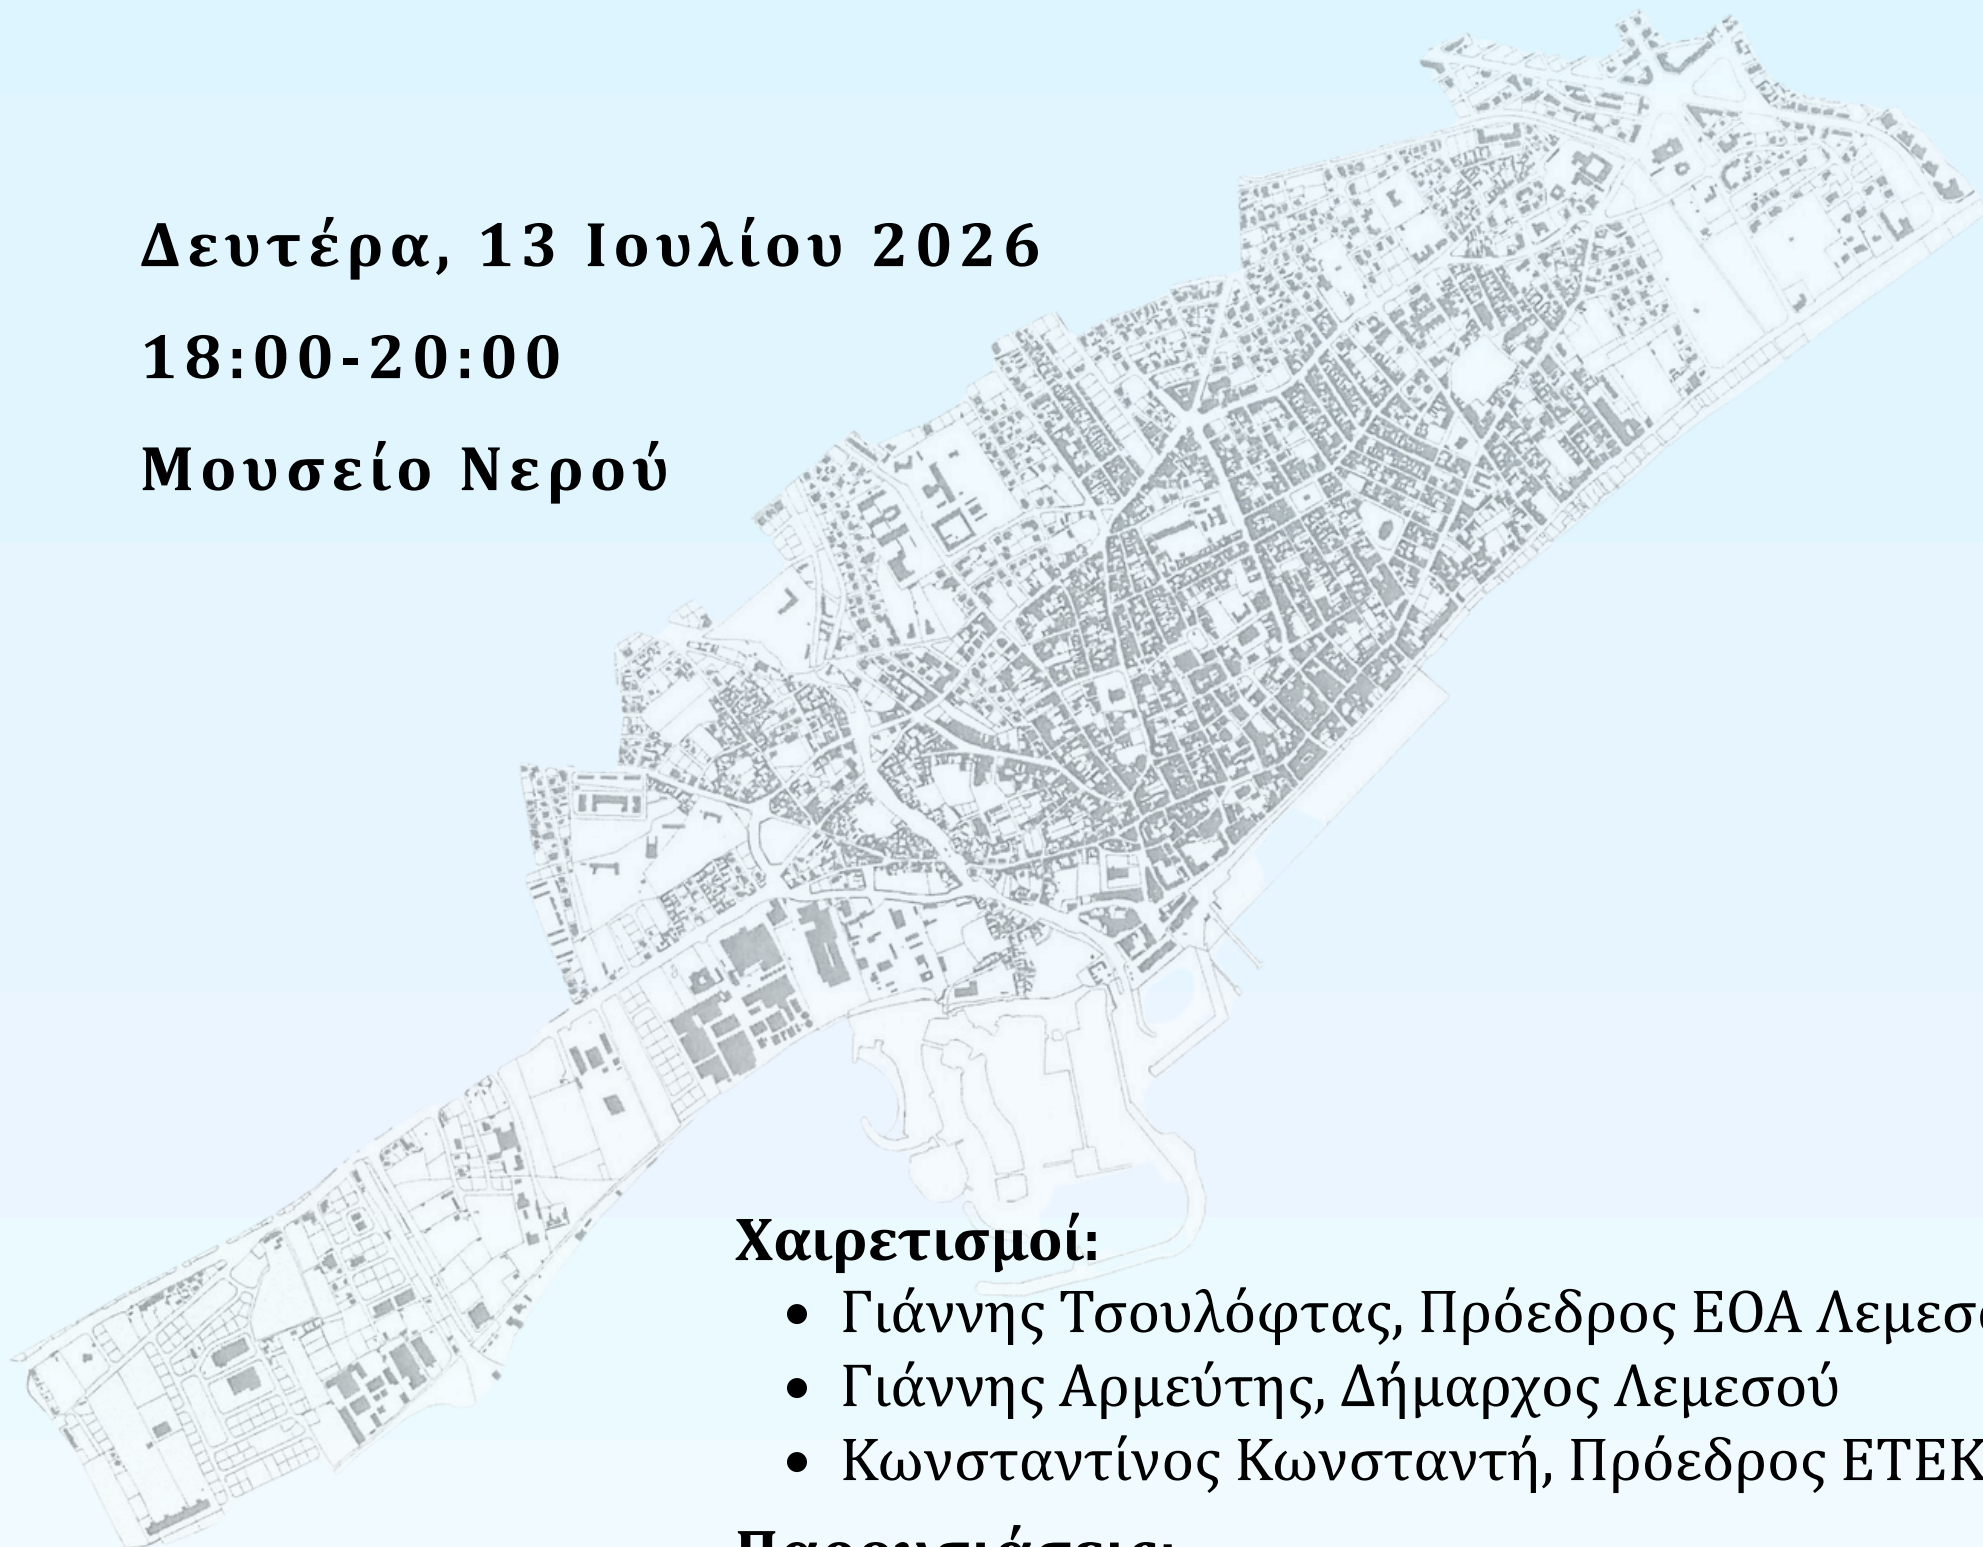 Δευτέρα, 13 Ιουλίου 2026
18:00-20:00
Μουσείο Νερού
Χαιρετισμοί:
• Γιάννης Τσουλόφτας, Πρόεδρος ΕΟΑ
• Γιάννης Αρμεύτης, Δήμαρχος Λεμεσού
• Κωνσταντίνος Κωνσταντή, Πρόεδρος ΕΤΕΚ
Παρουσιάσεις: